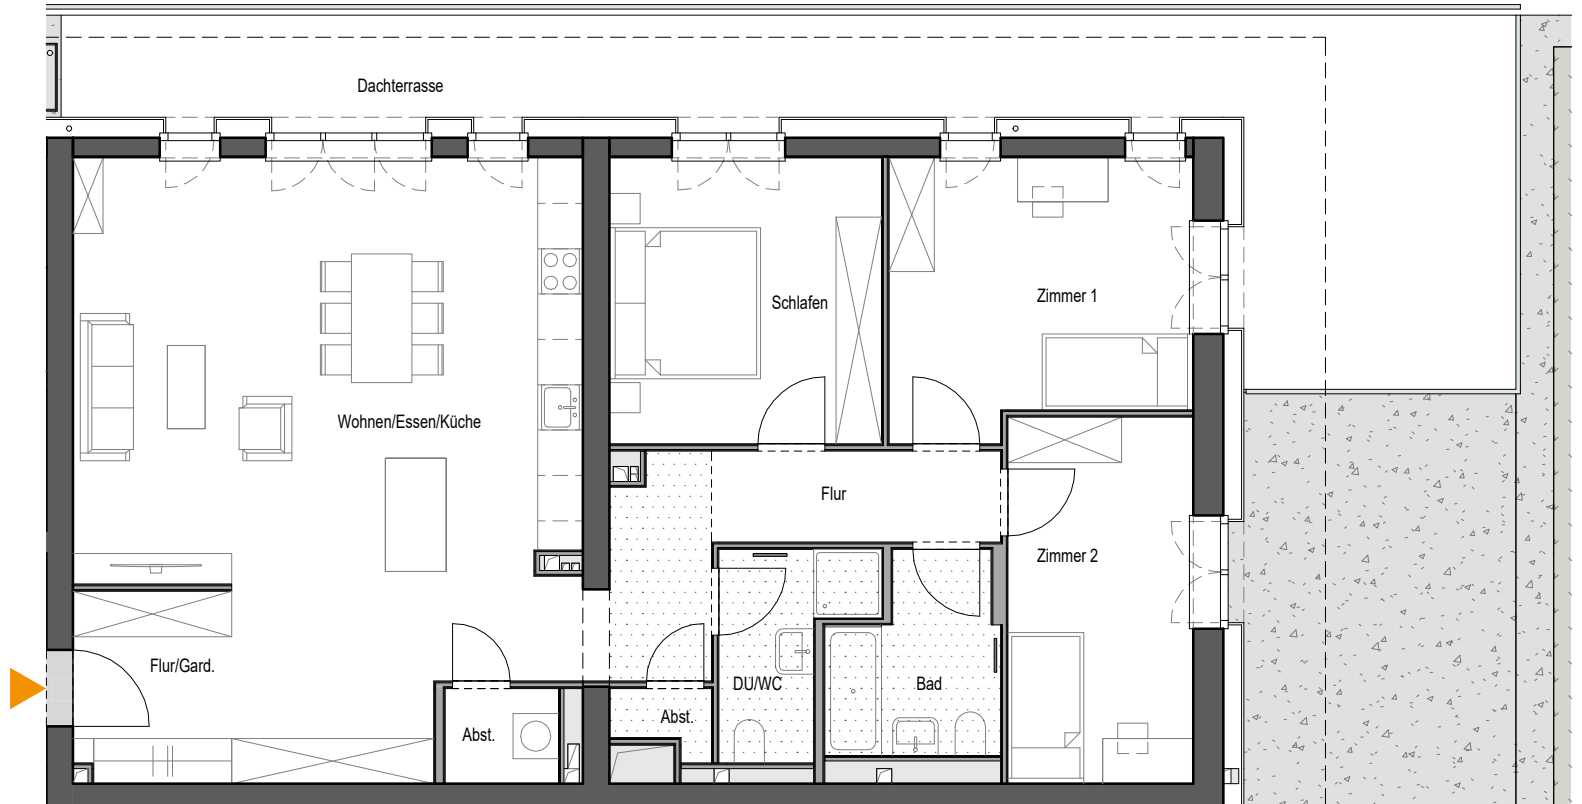 Dachterrasse
Schlafen
Zimmer 1
Wohnen/Essen/Küche
Flur
Zimmer 2
Flur/Gard.
DU/WC
Bad
Abst.
Abst.